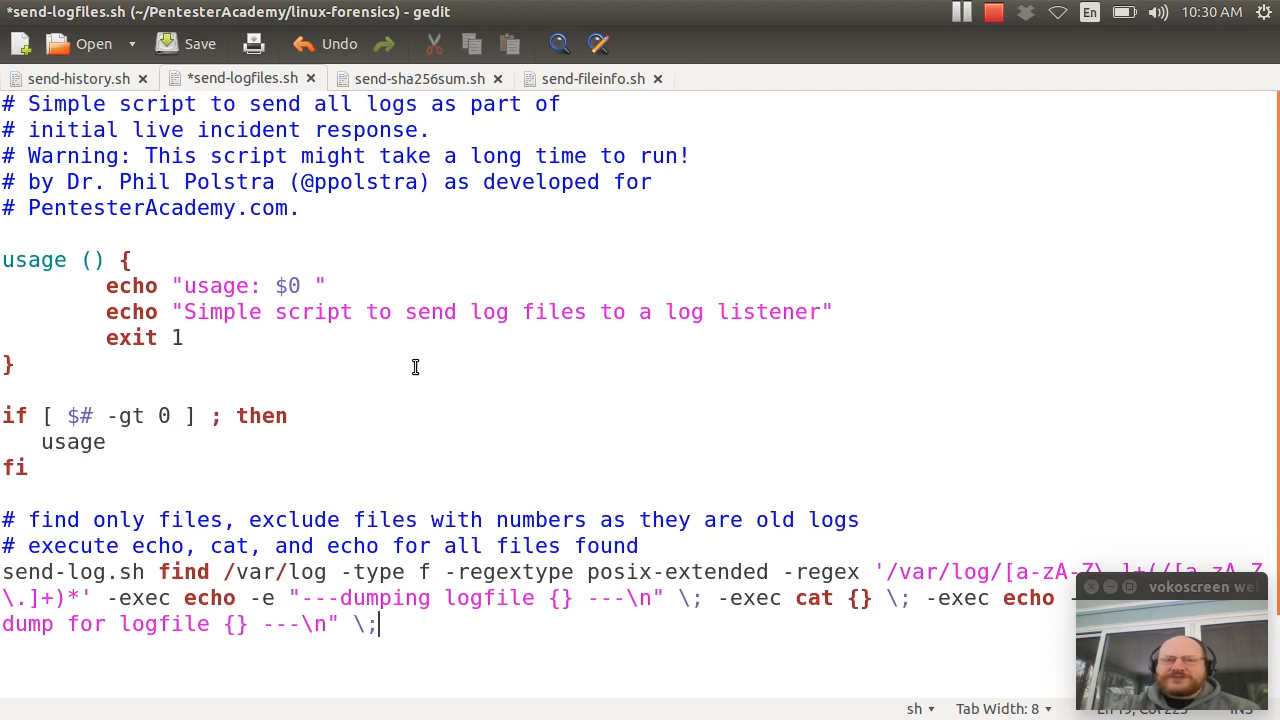 *send-logfiles.sh (~/PentesterAcademy/linux-forensics) - gedit
En 10:30 AM
Open Save Undo
send-history.sh *send-logfiles.sh send-sha256sum.sh send-fileinfo.sh
# Simple script to send all logs as part of
# initial live incident response.
# Warning: This script might take a long time to run!
# by Dr. Phil Polstra (@ppolstra) as developed for
# PentesterAcademy.com.
usage () {
echo "usage: $0 "
echo "Simple script to send log files to a log listener"
exit 1
}
if [ $# -gt 0 ] ; then
usage
fi
# find only files, exclude files with numbers as they are old logs
# execute echo, cat, and echo for all files found
send-log.sh find /var/log -type f -regextype posix-extended -regex '/var/log/[a-zA-Z\.]+(/[a-zA-Z
\.]+)*' -exec echo -e "---dumping logfile {} ---\n" \; -exec cat {} \; -exec echo
dump for logfile {} ---\n" \;
vokoscreen we
sh Tab Width: 8